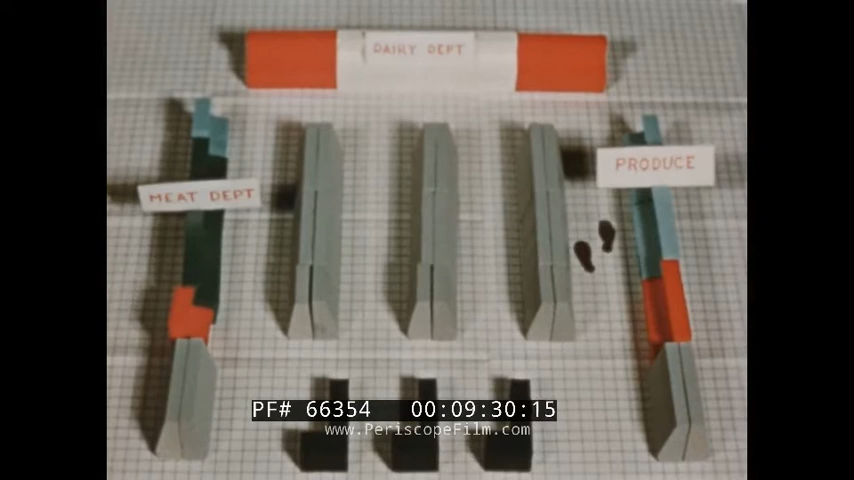 DAIRY DEPT
PRODUCE
MEAT DEPT
PF# 66354 00:09:30:15
www.PeriscopeFilm.com